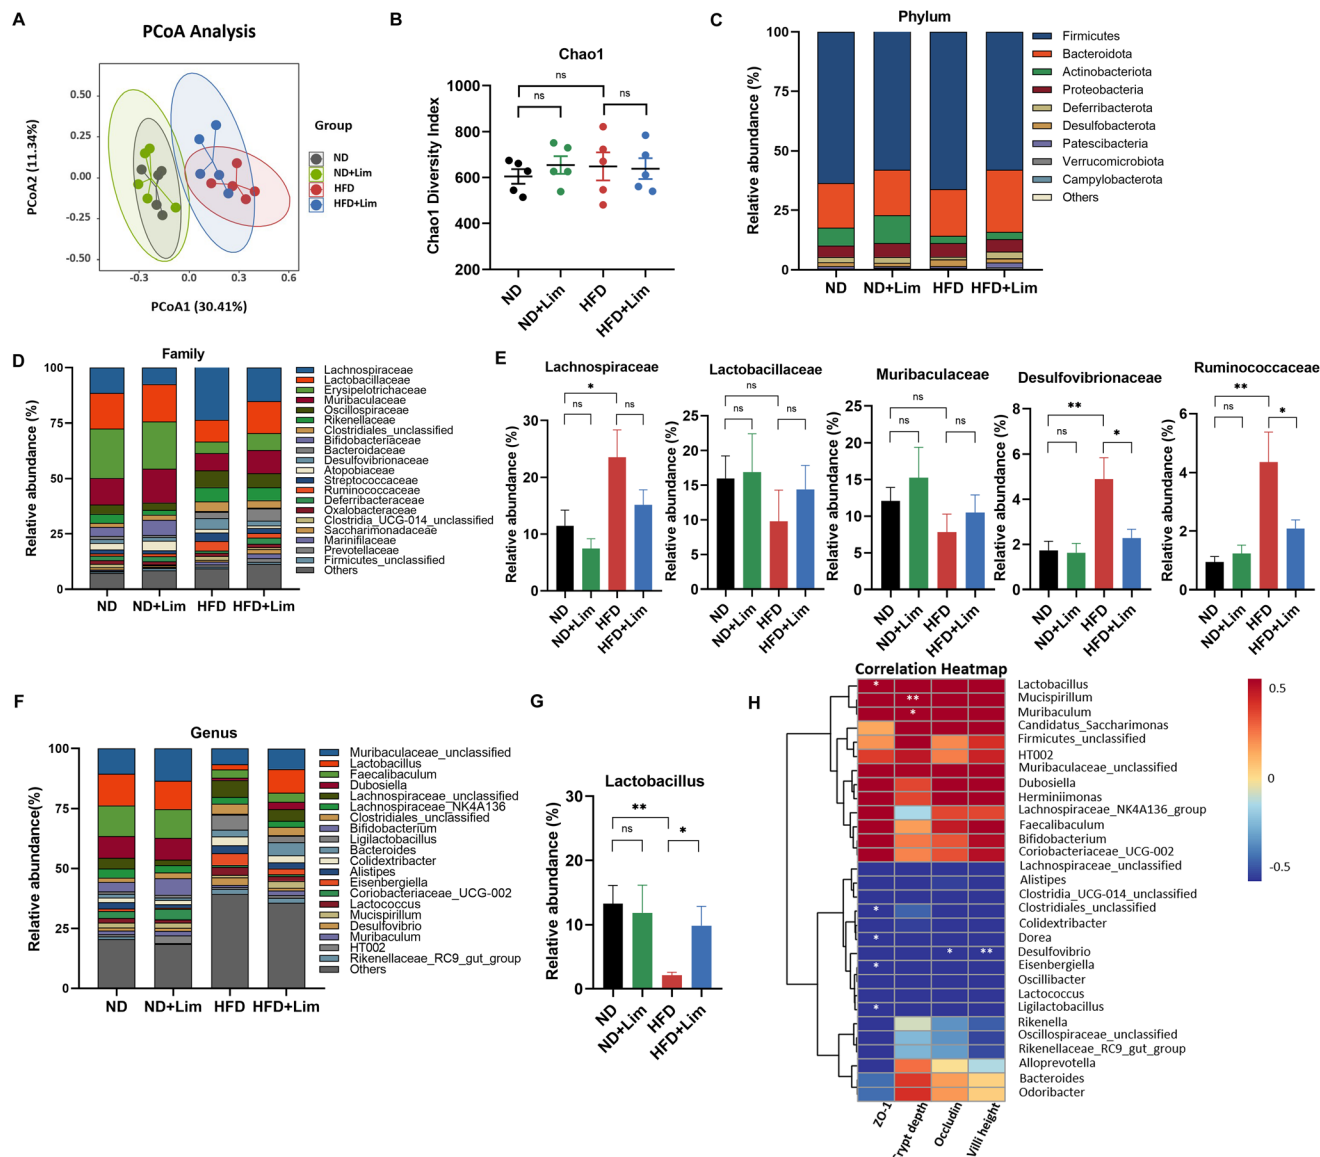 A
PCoA Analysis
0.50
0.25
0.00
-0.25
-0.50
PCoA2 (11.34%)
-0.3
0.0
0.3
0.6
PCoA1 (30.41%)
Group
ND
ND+Lim
HFD
HFD+Lim
B
Chao1
Chao1 Diversity Index
1000
800
600
400
200
ns
ns
ns
ND
ND+Lim
HFD
HFD+Lim
C
Phylum
Relative abundance (%)
100
75
50
25
0
ND
ND+Lim
HFD
HFD+Lim
Firmicutes
Bacteroidota
Actinobacteriota
Proteobacteria
Deferribacterota
Desulfobacterota
Patescibacteria
Verrucomicrobiota
Campylobacterota
Others
D
Family
Relative abundance (%)
100
75
50
25
0
ND
ND+Lim
HFD
HFD+Lim
Lachnospiraceae
Lactobacillaceae
Erysipelotrichaceae
Muribaculaceae
Oscillospiraceae
Rikenellaceae
Clostridiales_unclassified
Bifidobacteriaceae
Bacteroidaceae
Desulfovibrionaceae
Atopobiaceae
Streptococcaceae
Ruminococcaceae
Deferribacteraceae
Oxalobacteraceae
Clostridia_UCG-014_unclassified
Saccharimonadaceae
Marinifilaceae
Prevotellaceae
Firmicutes_unclassified
Others
E
Lachnospiraceae
Relative abundance (%)
30
20
10
0
*
ns
ns
ND
ND+Lim
HFD
HFD+Lim
Lactobacillaceae
Relative abundance (%)
25
20
15
10
5
0
ns
ns
ns
ND
ND+Lim
HFD
HFD+Lim
Muribaculaceae
Relative abundance (%)
25
20
15
10
5
0
ns
ns
ns
ND
ND+Lim
HFD
HFD+Lim
Desulfovibrionaceae
Relative abundance (%)
8
6
4
2
0
**
ns
*
ND
ND+Lim
HFD
HFD+Lim
Ruminococcaceae
Relative abundance (%)
6
4
2
0
**
ns
*
ND
ND+Lim
HFD
HFD+Lim
F
Genus
Relative abundance(%)
100
75
50
25
0
ND
ND+Lim
HFD
HFD+Lim
Muribaculaceae_unclassified
Lactobacillus
Faecalibaculum
Dubosiella
Lachnospiraceae_unclassified
Lachnospiraceae_NK4A136
Clostridiales_unclassified
Bifidobacterium
Ligilactobacillus
Bacteroides
Colidextribacter
Alistipes
Eisenbergiella
Coriobacteriaceae_UCG-002
Lactococcus
Mucispirillum
Desulfovibrio
Muribaculum
HT002
Rikenellaceae_RC9_gut_group
Others
G
Lactobacillus
Relative abundance (%)
30
20
10
0
**
ns
*
ND
ND+Lim
HFD
HFD+Lim
H
Correlation Heatmap
* Lactobacillus
** Mucispirillum
* Muribaculum
Candidatus_Saccharimonas
Firmicutes_unclassified
HT002
Muribaculaceae_unclassified
Dubosiella
Herminiimonas
Lachnospiraceae_NK4A136_group
Faecalibaculum
Bifidobacterium
Coriobacteriaceae_UCG-002
Lachnospiraceae_unclassified
Alistipes
Clostridia_UCG-014_unclassified
* Clostridiales_unclassified
Colidextribacter
* Dorea
* ** Desulfovibrio
* Eisenbergiella
Oscillibacter
Lactococcus
* Ligilactobacillus
Rikenella
Oscillospiraceae_unclassified
Rikenellaceae_RC9_gut_group
Alloprevotella
Bacteroides
Odoribacter
ZO-1
Crypt depth
Occludin
Villi height
0.5
0
-0.5